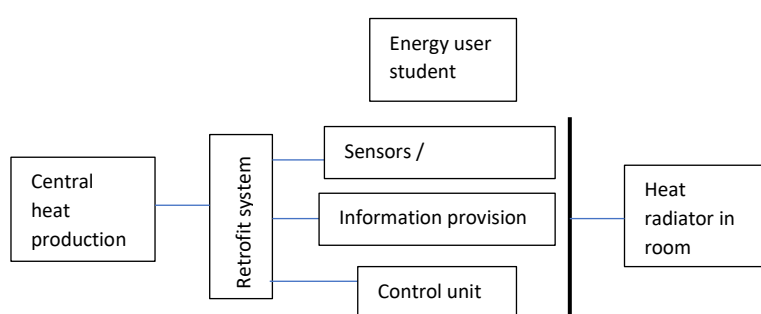 Energy user
student
Sensors /
Central
heat
production
Retrofit system
Information provision
Heat
radiator in
room
Control unit